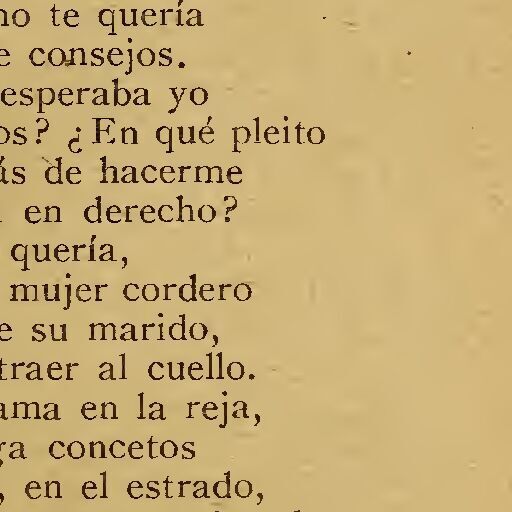 no te quería
e consejos.
esperaba yo
os? ¿En qué pleito
ás de hacerme
en derecho?
quería,
mujer cordero
e su marido,
traer al cuello.
ama en la reja,
ga concetos
, en el estrado,